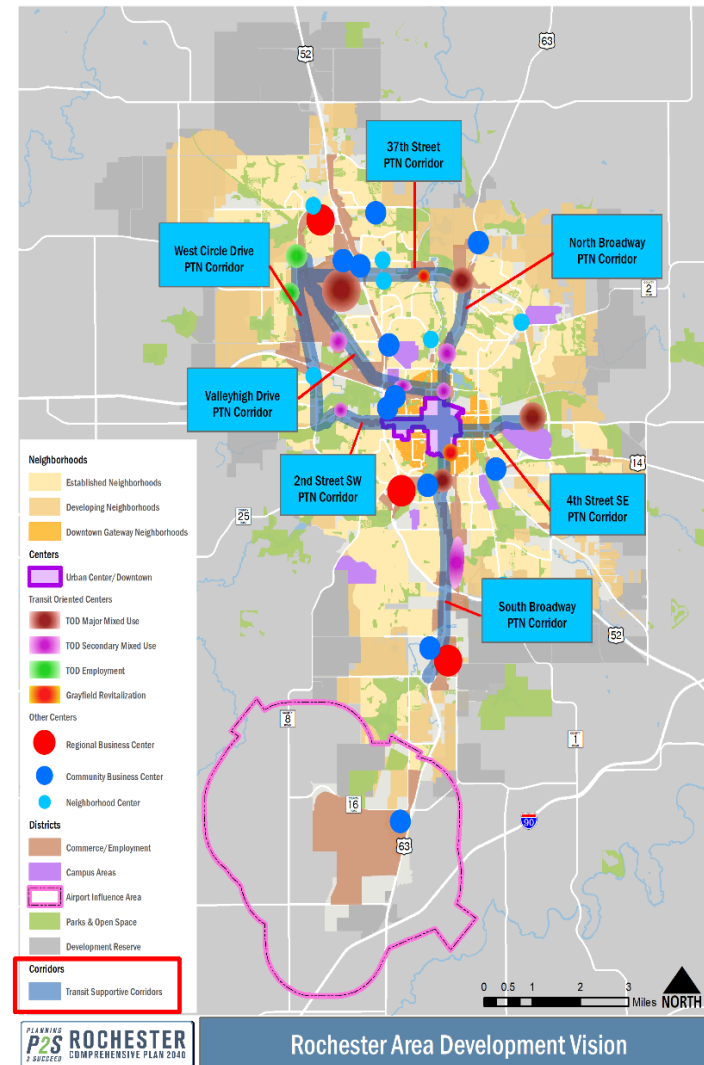 52
63
37th Street
PTN Corridor
West Circle Drive
PTN Corridor
North Broadway
PTN Corridor
2
Valleyhigh Drive
PTN Corridor
2nd Street SW
PTN Corridor
14
4th Street SE
PTN Corridor
25
South Broadway
PTN Corridor
52
8
1
16
90
63
Neighborhoods
Established Neighborhoods
Developing Neighborhoods
Downtown Gateway Neighborhoods
Centers
Urban Center/Downtown
Transit Oriented Centers
TOD Major Mixed Use
TOD Secondary Mixed Use
TOD Employment
Grayfield Revitalization
Other Centers
Regional Business Center
Community Business Center
Neighborhood Center
Districts
Commerce/Employment
Campus Areas
Airport Influence Area
Parks & Open Space
Development Reserve
Corridors
Transit Supportive Corridors
0 0.5 1 2 3
Miles NORTH
PLANNING
P2S
2 SUCCEED
ROCHESTER
COMPREHENSIVE PLAN 2040
Rochester Area Development Vision